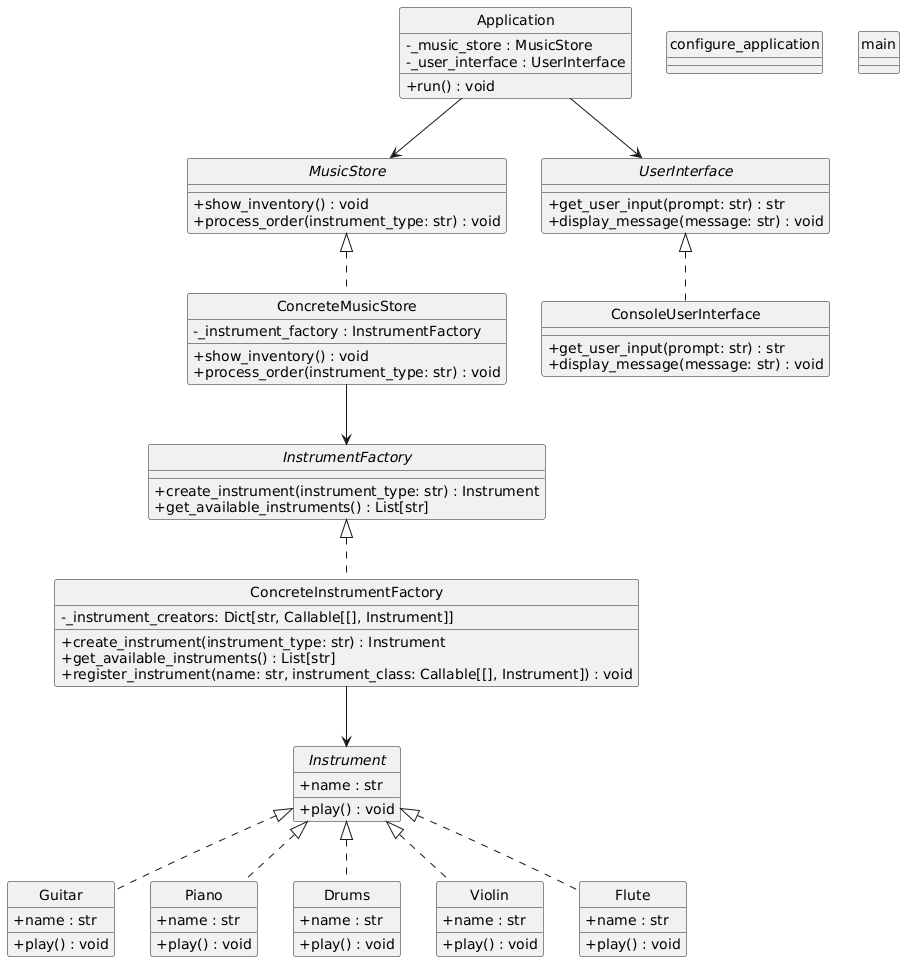 Application
-_music_store : MusicStore
-_user_interface : UserInterface
+run() : void
configure_application
main
MusicStore
+show_inventory() : void
+process_order(instrument_type: str) : void
UserInterface
+get_user_input(prompt: str) : str
+display_message(message: str) : void
ConcreteMusicStore
-_instrument_factory : InstrumentFactory
+show_inventory() : void
+process_order(instrument_type: str) : void
ConsoleUserInterface
+get_user_input(prompt: str) : str
+display_message(message: str) : void
InstrumentFactory
+create_instrument(instrument_type: str) : Instrument
+get_available_instruments() : List[str]
ConcreteInstrumentFactory
-_instrument_creators: Dict[str, Callable[[], Instrument]]
+create_instrument(instrument_type: str) : Instrument
+get_available_instruments() : List[str]
+register_instrument(name: str, instrument_class: Callable[[], Instrument]) : void
Instrument
+name : str
+play() : void
Guitar
+name : str
+play() : void
Piano
+name : str
+play() : void
Drums
+name : str
+play() : void
Violin
+name : str
+play() : void
Flute
+name : str
+play() : void